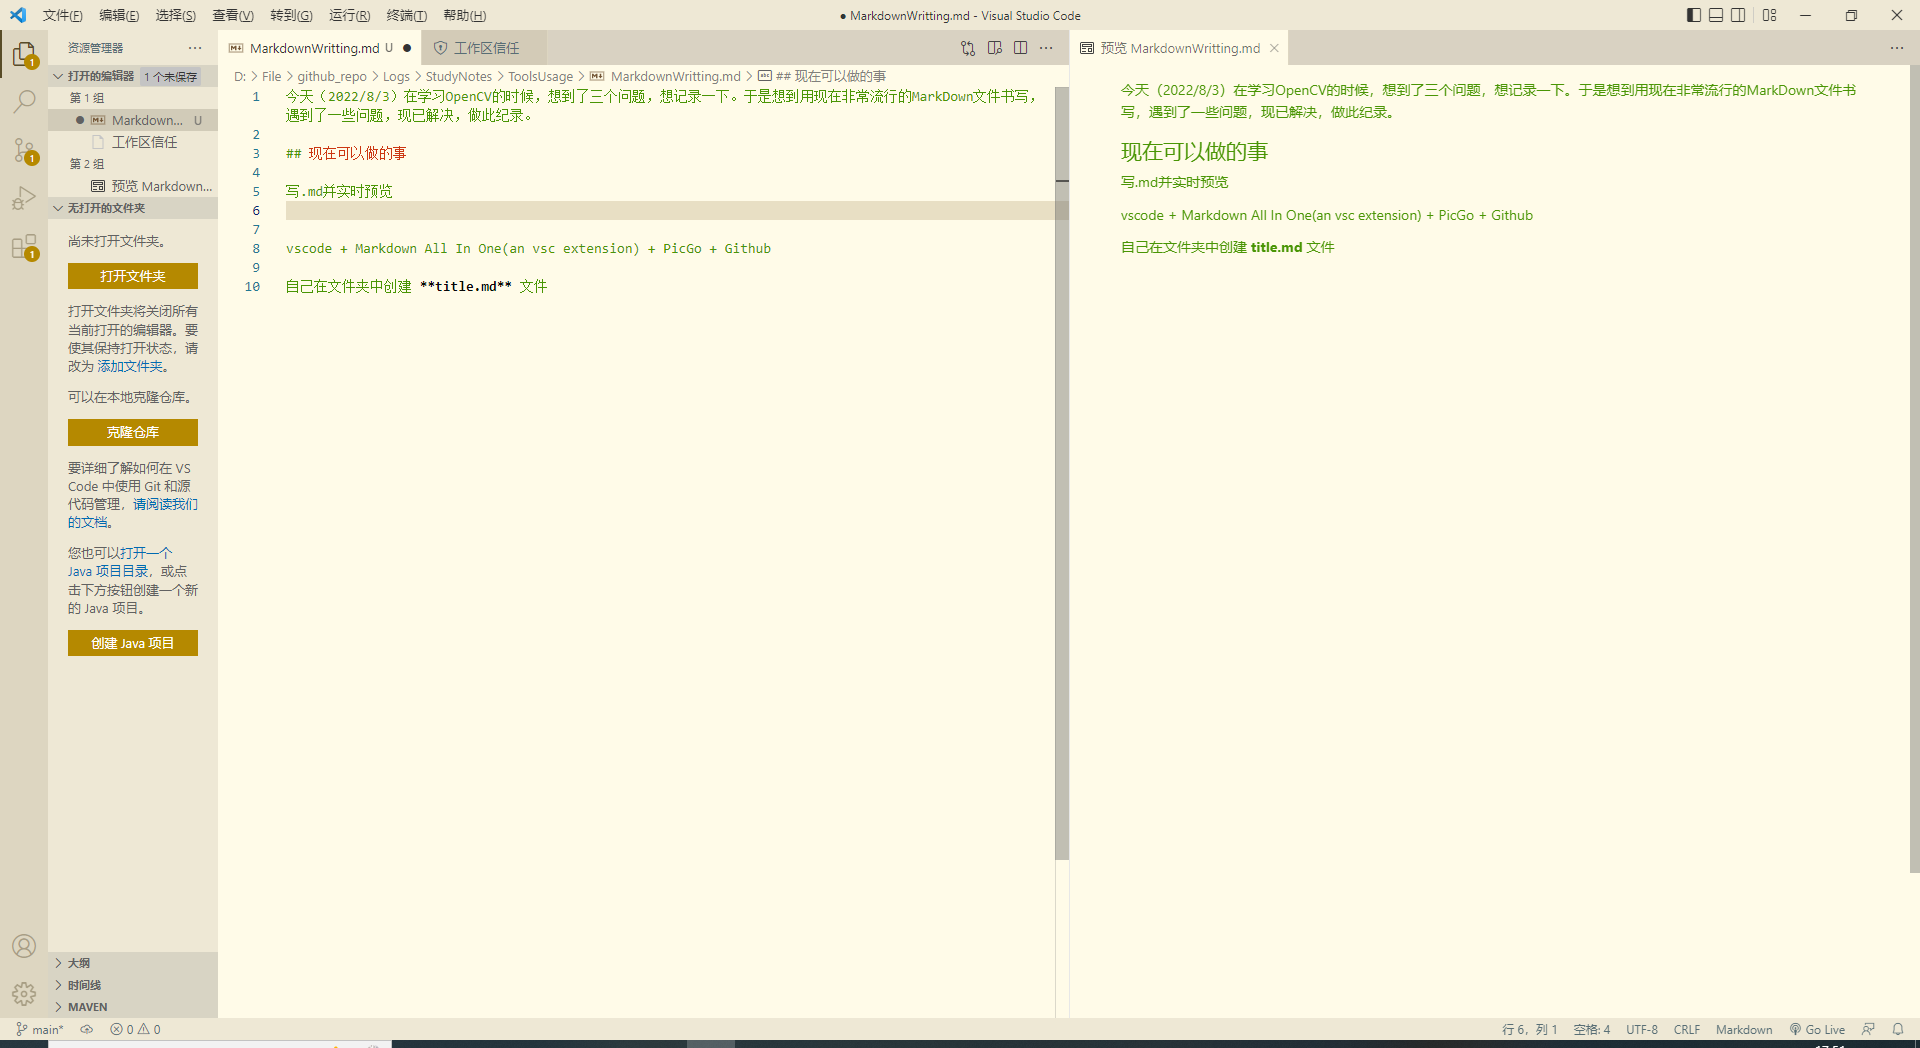 文件(F) 编辑(E) 选择(S) 查看(V) 转到(G) 运行(R) 终端(T) 帮助(H)
● MarkdownWritting.md - Visual Studio Code
资源管理器
打开的编辑器 1 个未保存
第 1 组
Markdown... U
工作区信任
第 2 组
预览 Markdown...
无打开的文件夹
尚未打开文件夹。
打开文件夹
打开文件夹将关闭所有
当前打开的编辑器。要
使其保持打开状态，请
改为 添加文件夹。
可以在本地克隆仓库。
克隆仓库
要详细了解如何在 VS
Code 中使用 Git 和源
代码管理，请阅读我们
的文档。
您也可以打开一个
Java 项目目录，或点
击下方按钮创建一个新
的 Java 项目。
创建 Java 项目
大纲
时间线
MAVEN
1
1
1
MarkdownWritting.md U ● 工作区信任
D: > File > github_repo > Logs > StudyNotes > ToolsUsage > MarkdownWritting.md > ## 现在可以做的事
1 今天（2022/8/3）在学习OpenCV的时候，想到了三个问题，想记录一下。于是想到用现在非常流行的MarkDown文件书写，
遇到了一些问题，现已解决，做此纪录。
2
3 ## 现在可以做的事
4
5 写.md并实时预览
6
7
8 vscode + Markdown All In One(an vsc extension) + PicGo + Github
9
10 自己在文件夹中创建 **title.md** 文件
预览 MarkdownWritting.md
今天（2022/8/3）在学习OpenCV的时候，想到了三个问题，想记录一下。于是想到用现在非常流行的MarkDown文件书
写，遇到了一些问题，现已解决，做此纪录。
现在可以做的事
写.md并实时预览
vscode + Markdown All In One(an vsc extension) + PicGo + Github
自己在文件夹中创建 title.md 文件
main* 0 0 行 6，列 1 空格: 4 UTF-8 CRLF Markdown Go Live